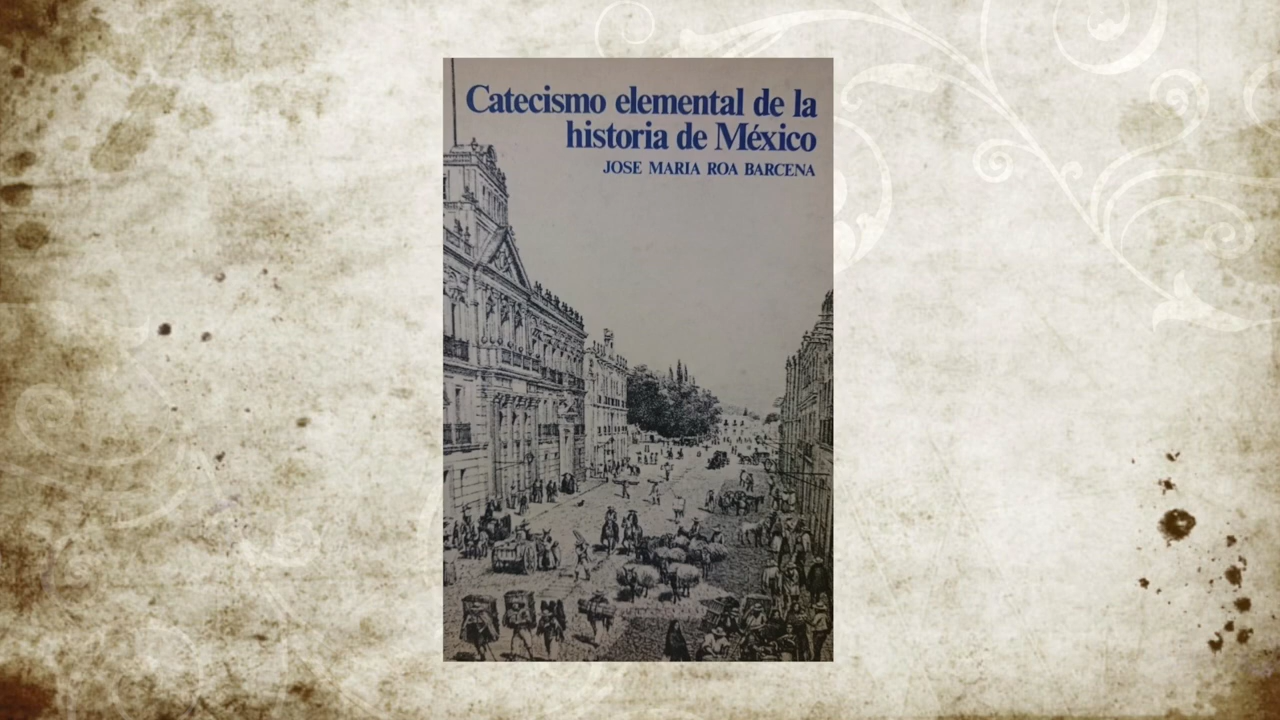 Catecismo elemental de la
historia de México
JOSE MARIA ROA BARCENA